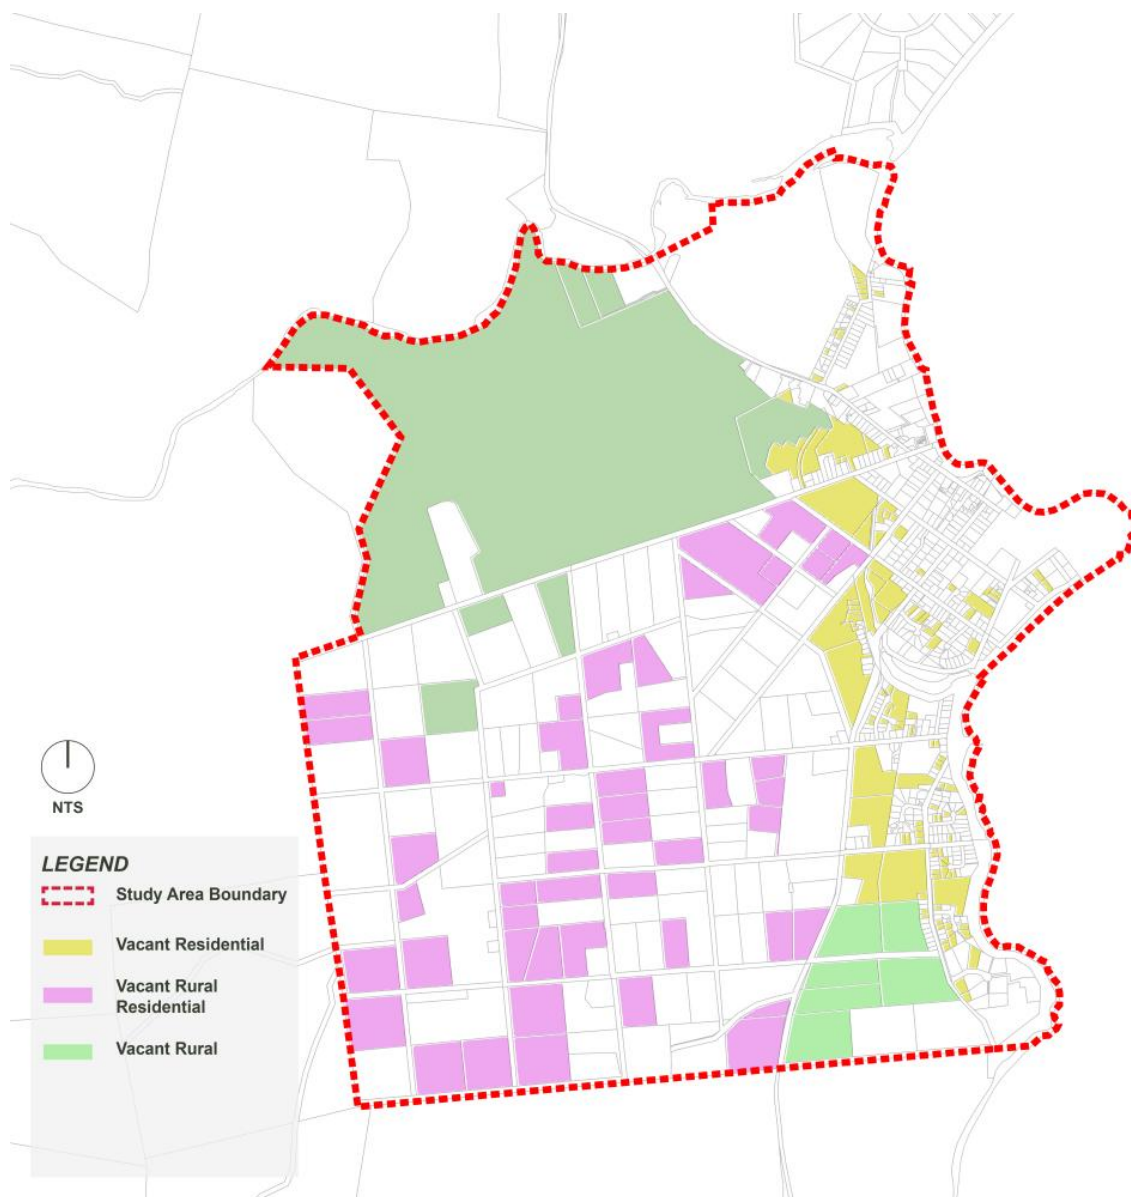 NTS
LEGEND
Study Area Boundary
Vacant Residential
Vacant Rural
Residential
Vacant Rural